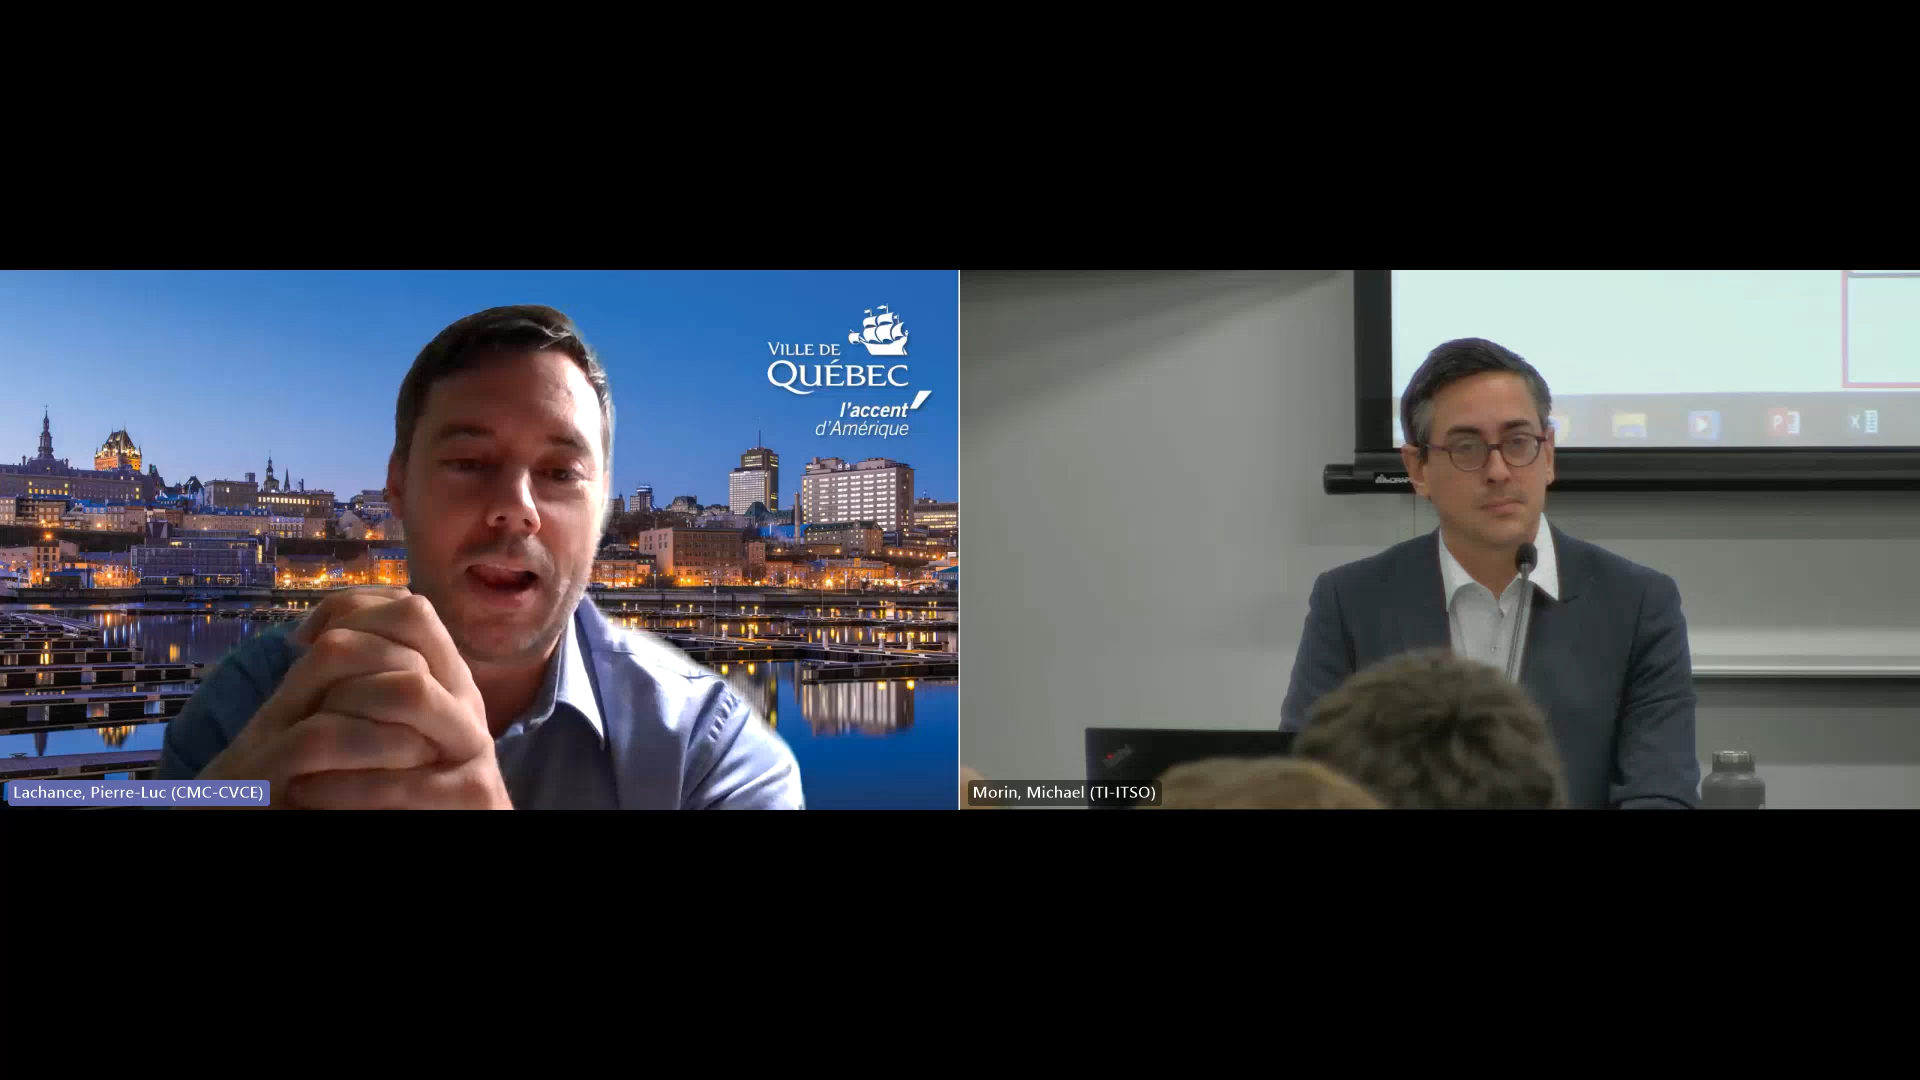 VILLE DE
QUÉBEC
l'accent
d'Amérique
Lachance, Pierre-Luc (CMC-CVCE)
Morin, Michael (TI-ITSO)